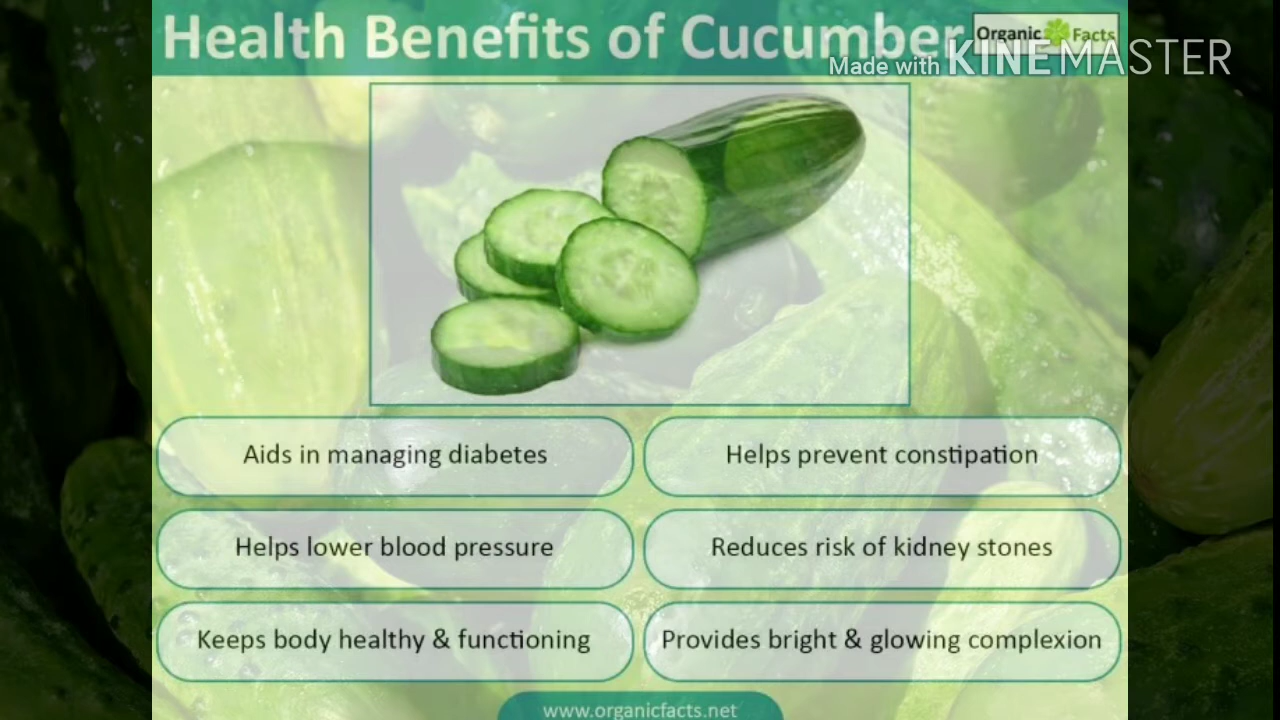 Health Benefits of Cucumber
Organic Facts
Made with KINEMASTER
Aids in managing diabetes
Helps prevent constipation
Helps lower blood pressure
Reduces risk of kidney stones
Keeps body healthy & functioning
Provides bright & glowing complexion
www.organicfacts.net